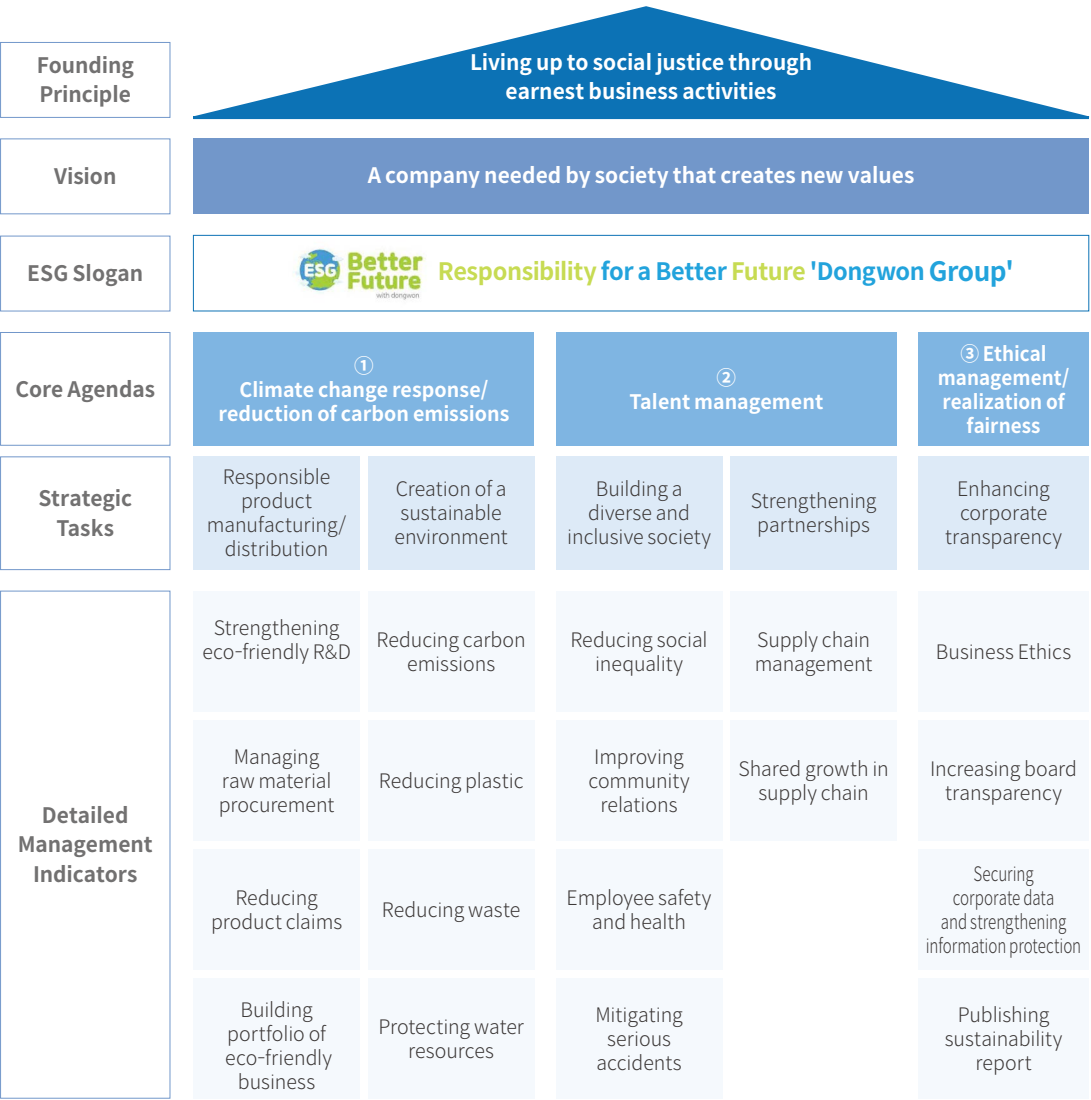 Founding
Principle
Living up to social justice through
earnest business activities
Vision
A company needed by society that creates new values
ESG Slogan
ESG
Better
Future
with dongwon
Responsibility for a Better Future 'Dongwon Group'
Core Agendas
①
Climate change response/
reduction of carbon emissions
②
Talent management
③ Ethical
management/
realization of
fairness
Strategic
Tasks
Responsible
product
manufacturing/
distribution
Creation of a
sustainable
environment
Building a
diverse and
inclusive society
Strengthening
partnerships
Enhancing
corporate
transparency
Detailed
Management
Indicators
Strengthening
eco-friendly R&D
Reducing carbon
emissions
Reducing social
inequality
Supply chain
management
Business Ethics
Managing
raw material
procurement
Reducing plastic
Improving
community
relations
Shared growth in
supply chain
Increasing board
transparency
Reducing
product claims
Reducing waste
Employee safety
and health
Securing
corporate data
and strengthening
information protection
Building
portfolio of
eco-friendly
business
Protecting water
resources
Mitigating
serious
accidents
Publishing
sustainability
report